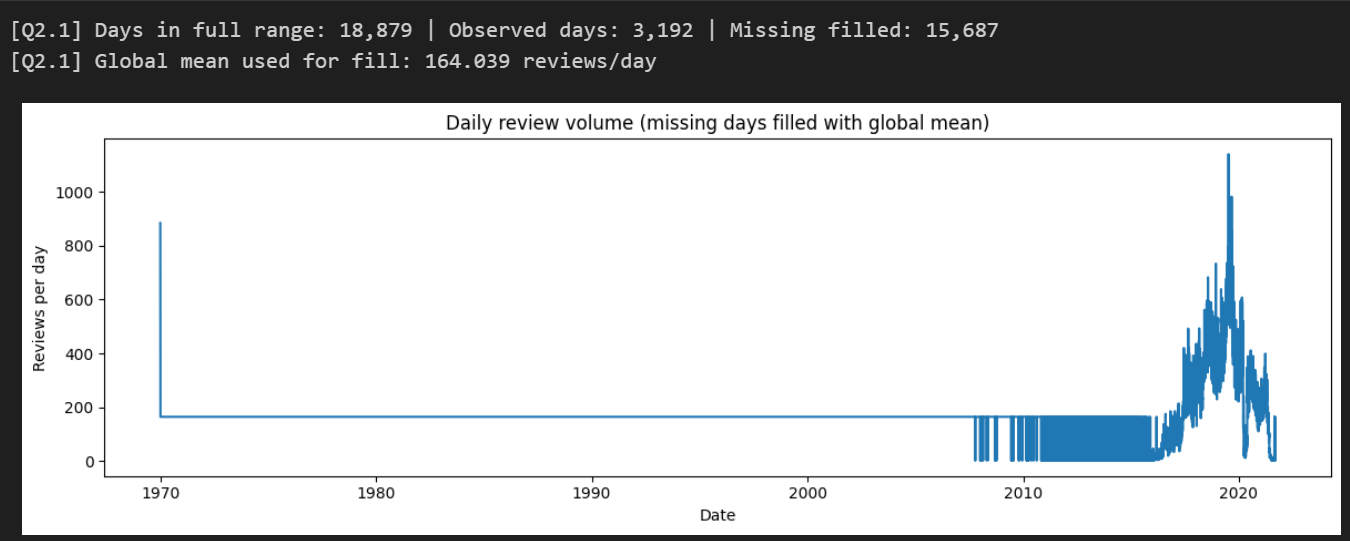 [Q2.1] Days in full range: 18,879 | Observed days: 3,192 | Missing filled: 15,687
[Q2.1] Global mean used for fill: 164.039 reviews/day
Daily review volume (missing days filled with global mean)
Reviews per day
1000
800
600
400
200
0
1970 1980 1990 2000 2010 2020
Date